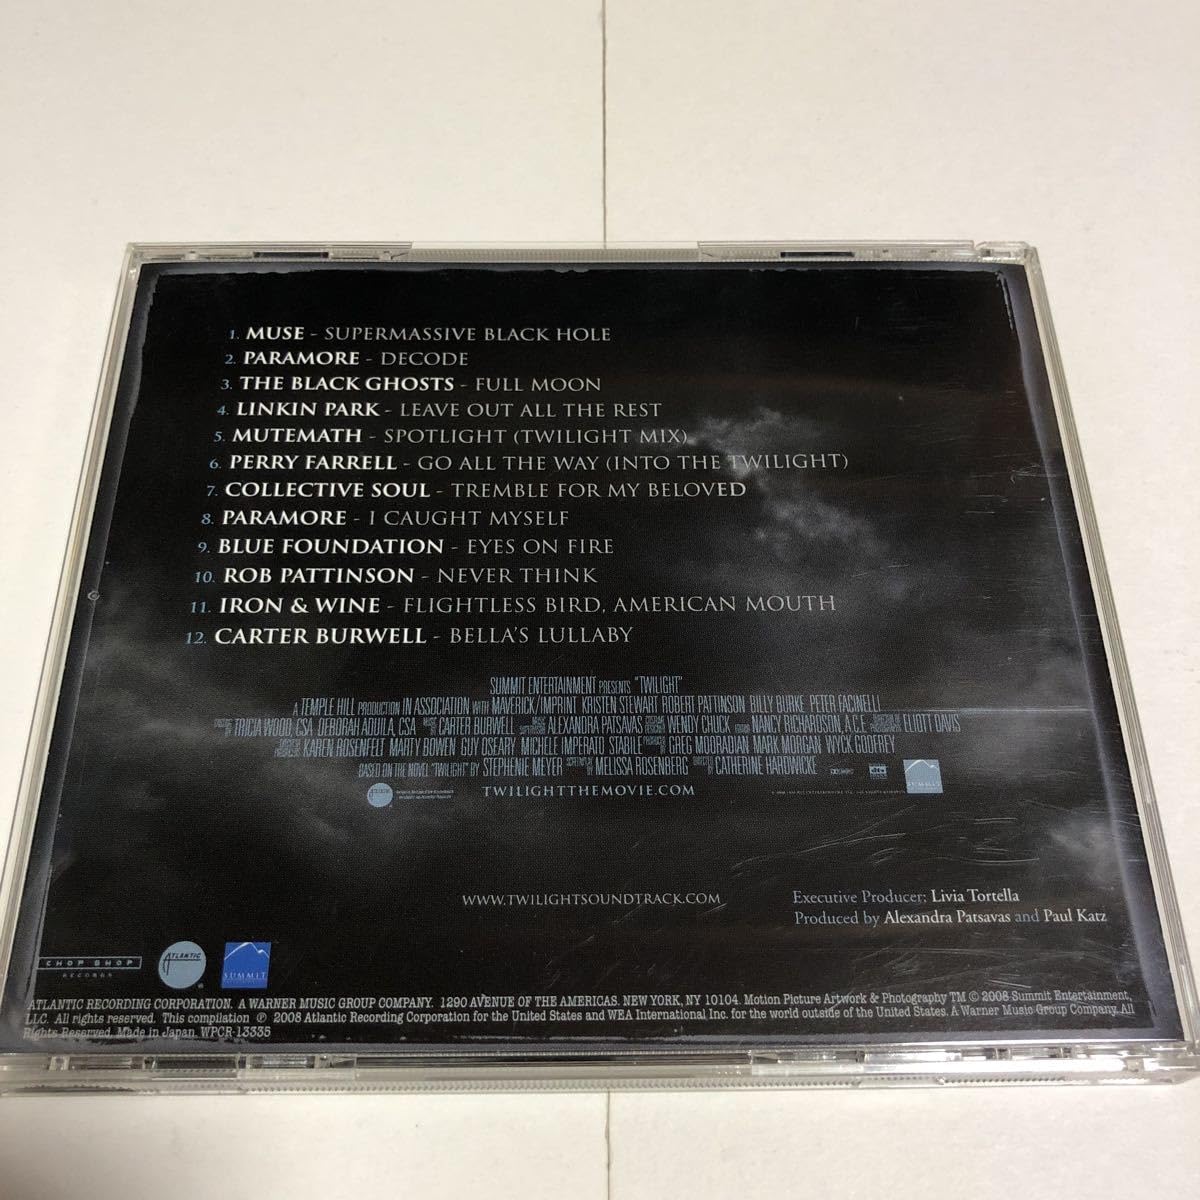 1. MUSE - SUPERMASSIVE BLACK HOLE
2. PARAMORE - DECODE
3. THE BLACK GHOSTS - FULL MOON
4. LINKIN PARK - LEAVE OUT ALL THE REST
5. MUTEMATH - SPOTLIGHT (TWILIGHT MIX)
6. PERRY FARRELL - GO ALL THE WAY (INTO THE TWILIGHT)
7. COLLECTIVE SOUL - TREMBLE FOR MY BELOVED
8. PARAMORE - I CAUGHT MYSELF
9. BLUE FOUNDATION - EYES ON FIRE
10. ROB PATTINSON - NEVER THINK
11. IRON & WINE - FLIGHTLESS BIRD, AMERICAN MOUTH
12. CARTER BURWELL - BELLA'S LULLABY
SUMMIT ENTERTAINMENT PRESENTS "TWILIGHT"
A TEMPLE HILL PRODUCTION IN ASSOCIATION WITH MAVERICK/IMPRINT KRISTEN STEWART ROBERT PATTINSON BILLY BURKE PETER FACINELLI
TRICIA WOOD, CSA DEBORAH AQUILA, CSA CARTER BURWELL ALEXANDRA PATSAVAS WENDY CHUCK NANCY RICHARDSON, A.C.E. ELLIOTT DAVIS
KAREN ROSENFELT MARTY BOWEN GUY OSEARY MICHELE IMPERATO STABILE GREG MOORADIAN MARK MORGAN WYCK GODFREY
BASED ON THE NOVEL "TWILIGHT" BY STEPHENIE MEYER SCREENPLAY BY MELISSA ROSENBERG DIRECTED BY CATHERINE HARDWICKE
TWILIGHTTHEMOVIE.COM
dts
WWW.TWILIGHTSOUNDTRACK.COM
Executive Producer: Livia Tortella
Produced by Alexandra Patsavas and Paul Katz
CHOP SHOP
RECORDS
ATLANTIC
SUMMIT
ATLANTIC RECORDING CORPORATION. A WARNER MUSIC GROUP COMPANY. 1290 AVENUE OF THE AMERICAS. NEW YORK, NY 10104. Motion Picture Artwork & Photography TM © 2008 Summit Entertainment,
LLC. All rights reserved. This compilation ℗ 2008 Atlantic Recording Corporation for the United States and WEA International Inc. for the world outside of the United States. A Warner Music Group Company. All
Rights Reserved. Made in Japan. WPCR-13335